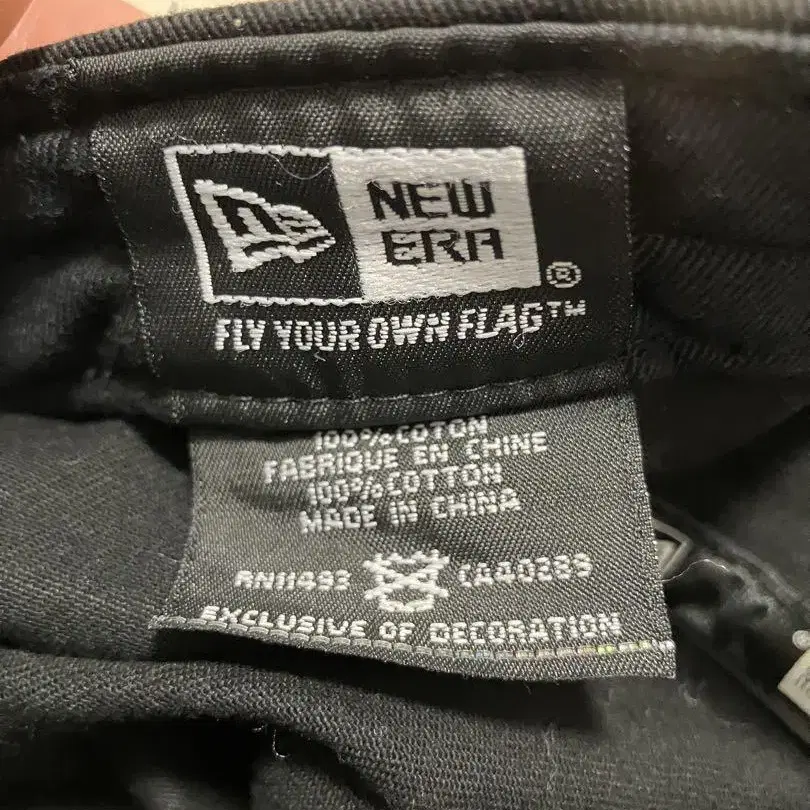 NE
NEW
ERA
®
FLY YOUR OWN FLAG™
100% COTON
FABRIQUE EN CHINE
100% COTTON
MADE IN CHINA
RN11493 CA40288
EXCLUSIVE OF DECORATION